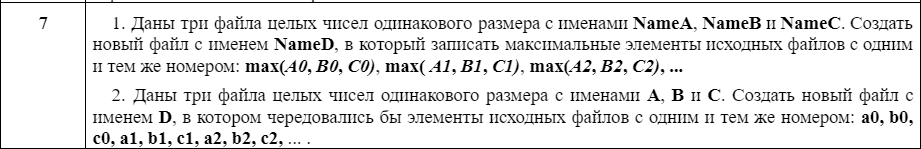 7
1. Даны три файла целых чисел одинакового размера с именами NameA, NameB и NameC. Создать
новый файл с именем NameD, в который записать максимальные элементы исходных файлов с одним
и тем же номером: max(A0, B0, C0), max( A1, B1, C1), max(A2, B2, C2), ...
2. Даны три файла целых чисел одинакового размера с именами A, B и C. Создать новый файл с
именем D, в котором чередовались бы элементы исходных файлов с одним и тем же номером: a0, b0,
c0, a1, b1, c1, a2, b2, c2, ... .